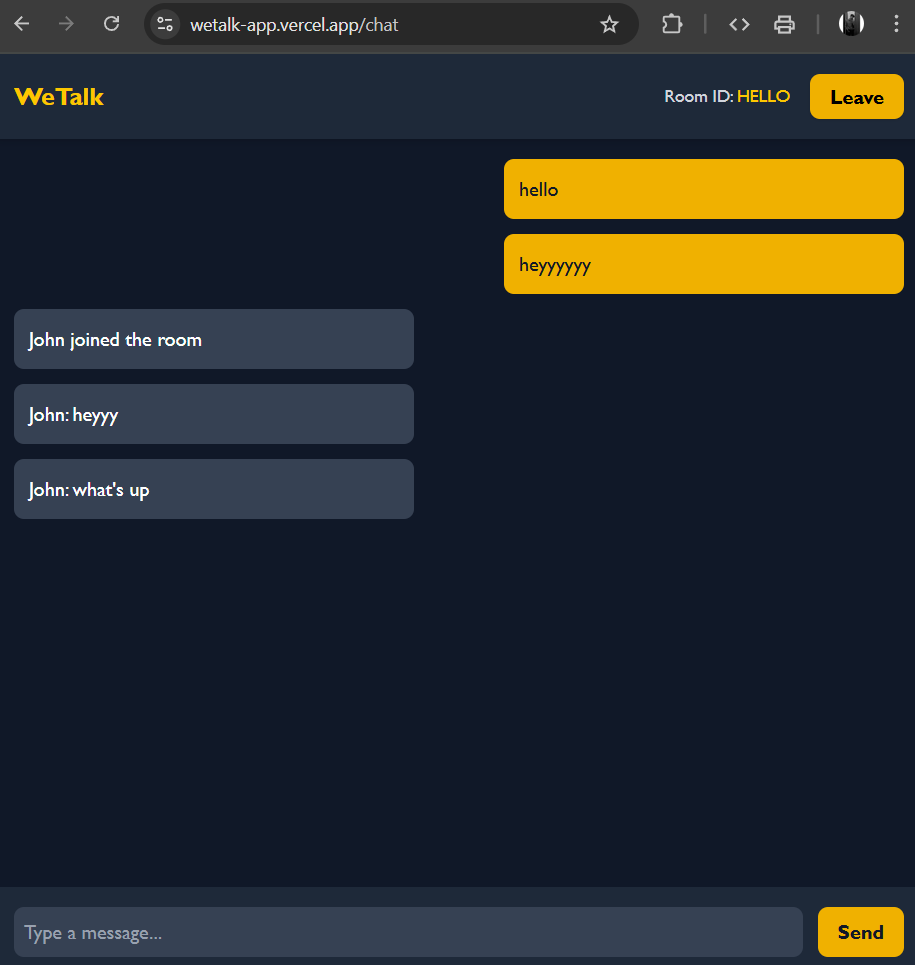 wetalk-app.vercel.app/chat
WeTalk
Room ID: HELLO
Leave
hello
heyyyyyy
John joined the room
John: heyyy
John: what's up
Type a message...
Send